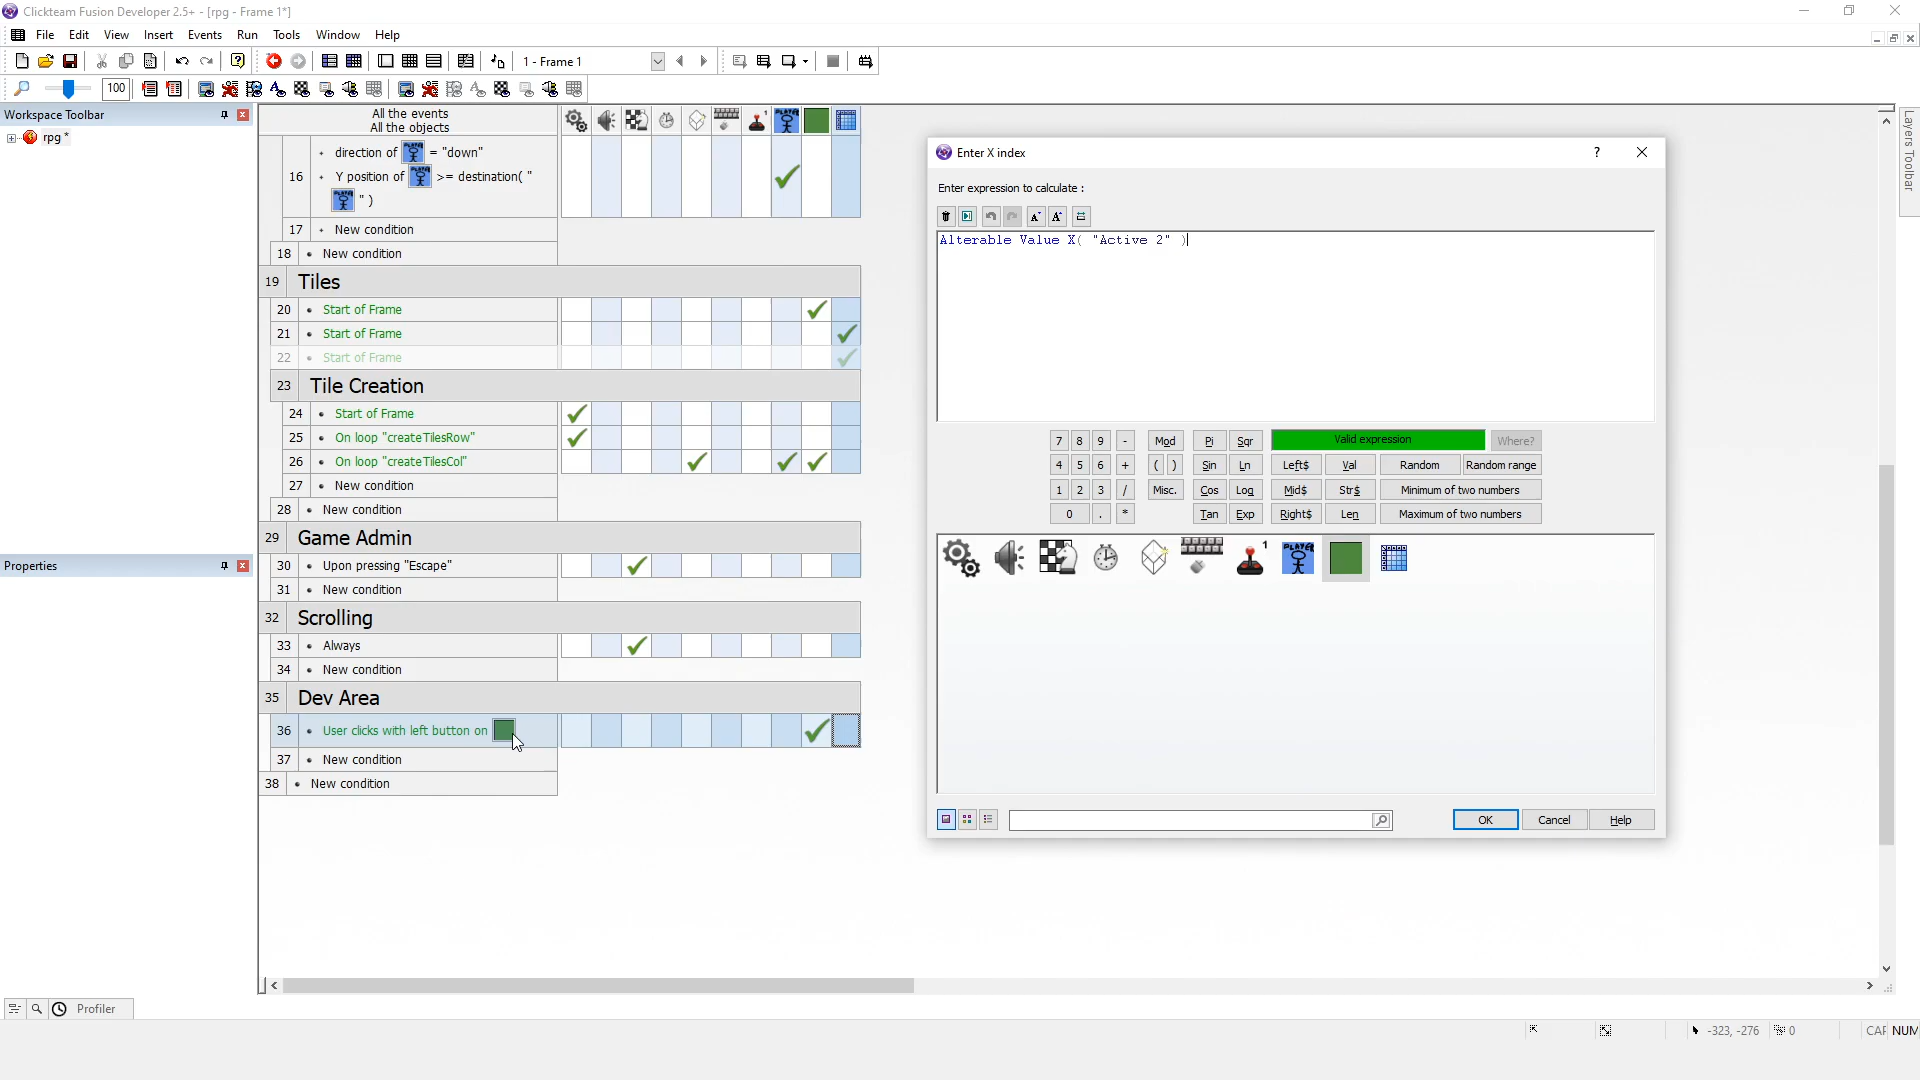 Clickteam Fusion Developer 2.5+ - [rpg - Frame 1*]
File Edit View Insert Events Run Tools Window Help
1 - Frame 1
100
Workspace Toolbar
rpg *
Properties
All the events
All the objects
16 • direction of PLAYER = "down"
• Y position of PLAYER >= destination( "
PLAYER " )
17 • New condition
18 • New condition
19 Tiles
20 • Start of Frame
21 • Start of Frame
22 • Start of Frame
23 Tile Creation
24 • Start of Frame
25 • On loop "createTilesRow"
26 • On loop "createTilesCol"
27 • New condition
28 • New condition
29 Game Admin
30 • Upon pressing "Escape"
31 • New condition
32 Scrolling
33 • Always
34 • New condition
35 Dev Area
36 • User clicks with left button on
37 • New condition
38 • New condition
Enter X index
Enter expression to calculate :
Alterable Value X( "Active 2" )
7 8 9 - Mod Pi Sqr Valid expression Where?
4 5 6 + ( ) Sin Ln Left$ Val Random Random range
1 2 3 / Misc. Cos Log Mid$ Str$ Minimum of two numbers
0 . * Tan Exp Right$ Len Maximum of two numbers
1 PLAYER
OK Cancel Help
Layers Toolbar
Profiler
-323, -276 0 CAP NUM